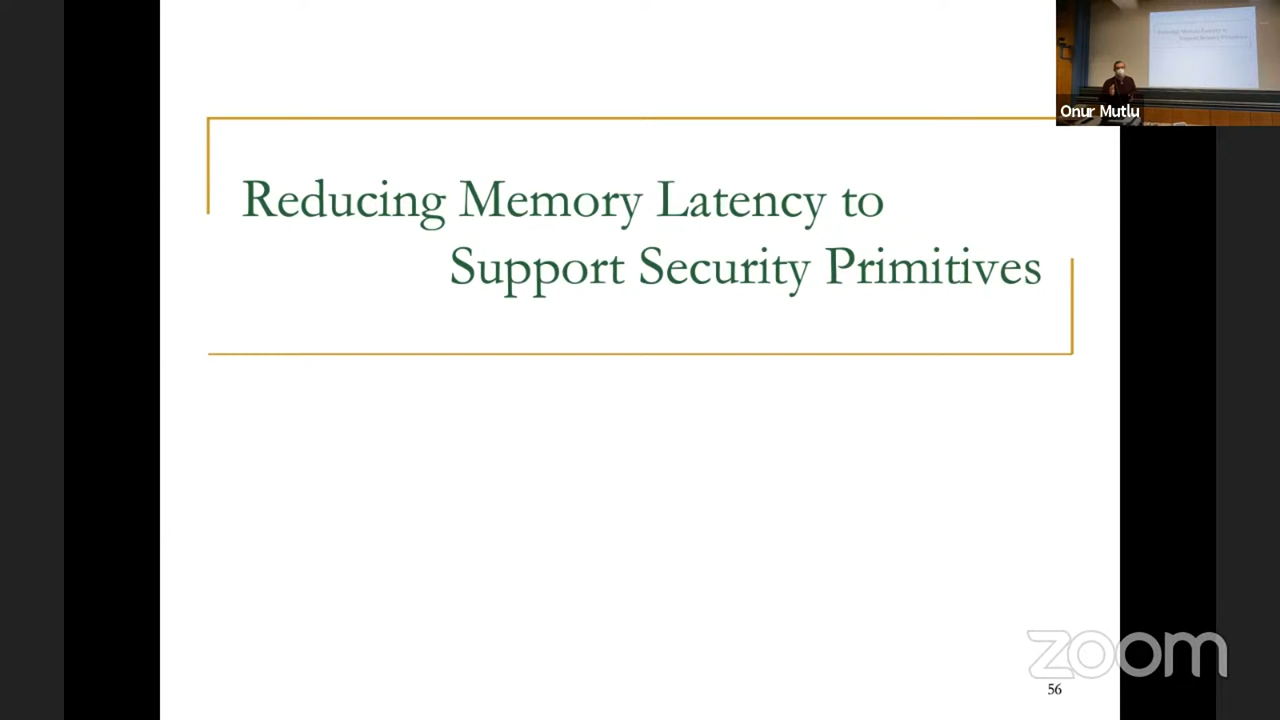 Reducing Memory Latency to
Support Security Primitives
Onur Mutlu
zoom
56